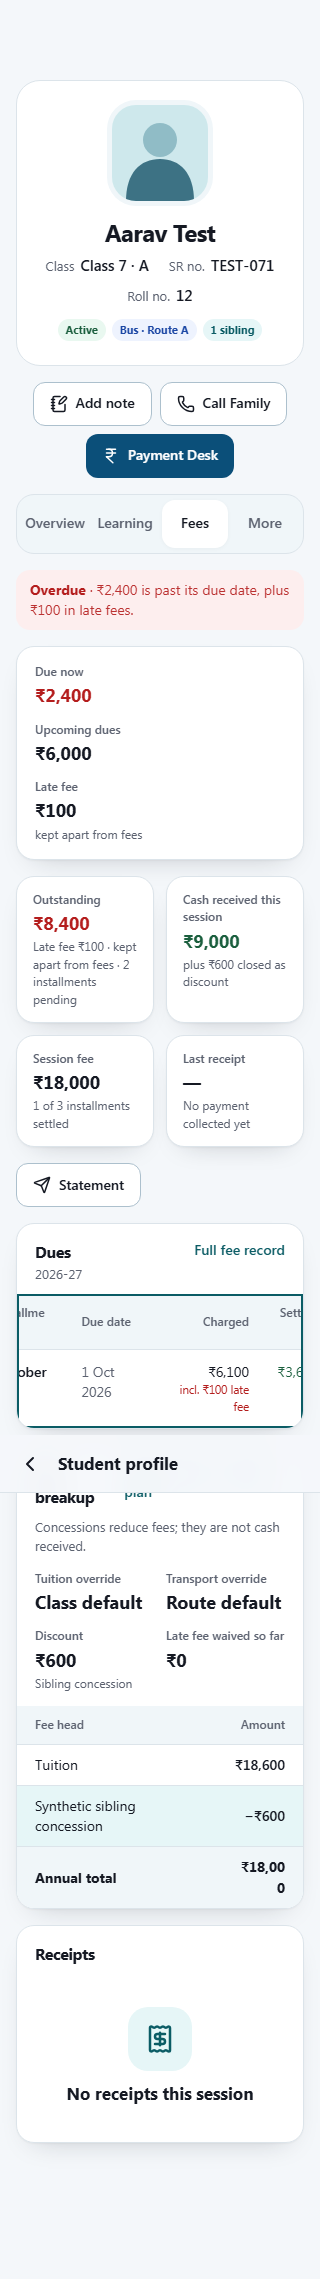 Aarav Test
Class Class 7 · A SR no. TEST-071
Roll no. 12
Active Bus · Route A 1 sibling
Add note Call Family
₹ Payment Desk
Overview Learning Fees More
Overdue · ₹2,400 is past its due date, plus
₹100 in late fees.
Due now
₹2,400
Upcoming dues
₹6,000
Late fee
₹100
kept apart from fees
Outstanding
₹8,400
Late fee ₹100 · kept
apart from fees · 2
installments
pending
Cash received this
session
₹9,000
plus ₹600 closed as
discount
Session fee
₹18,000
1 of 3 installments
settled
Last receipt
—
No payment
collected yet
Statement
Dues Full fee record
2026-27
Due date Charged Sett
ober 1 Oct ₹6,100 ₹3,6
2026 incl. ₹100 late
fee
Student profile
breakup plan
Concessions reduce fees; they are not cash
received.
Tuition override Transport override
Class default Route default
Discount Late fee waived so far
₹600 ₹0
Sibling concession
Fee head Amount
Tuition ₹18,600
Synthetic sibling
concession −₹600
Annual total ₹18,00
0
Receipts
No receipts this session